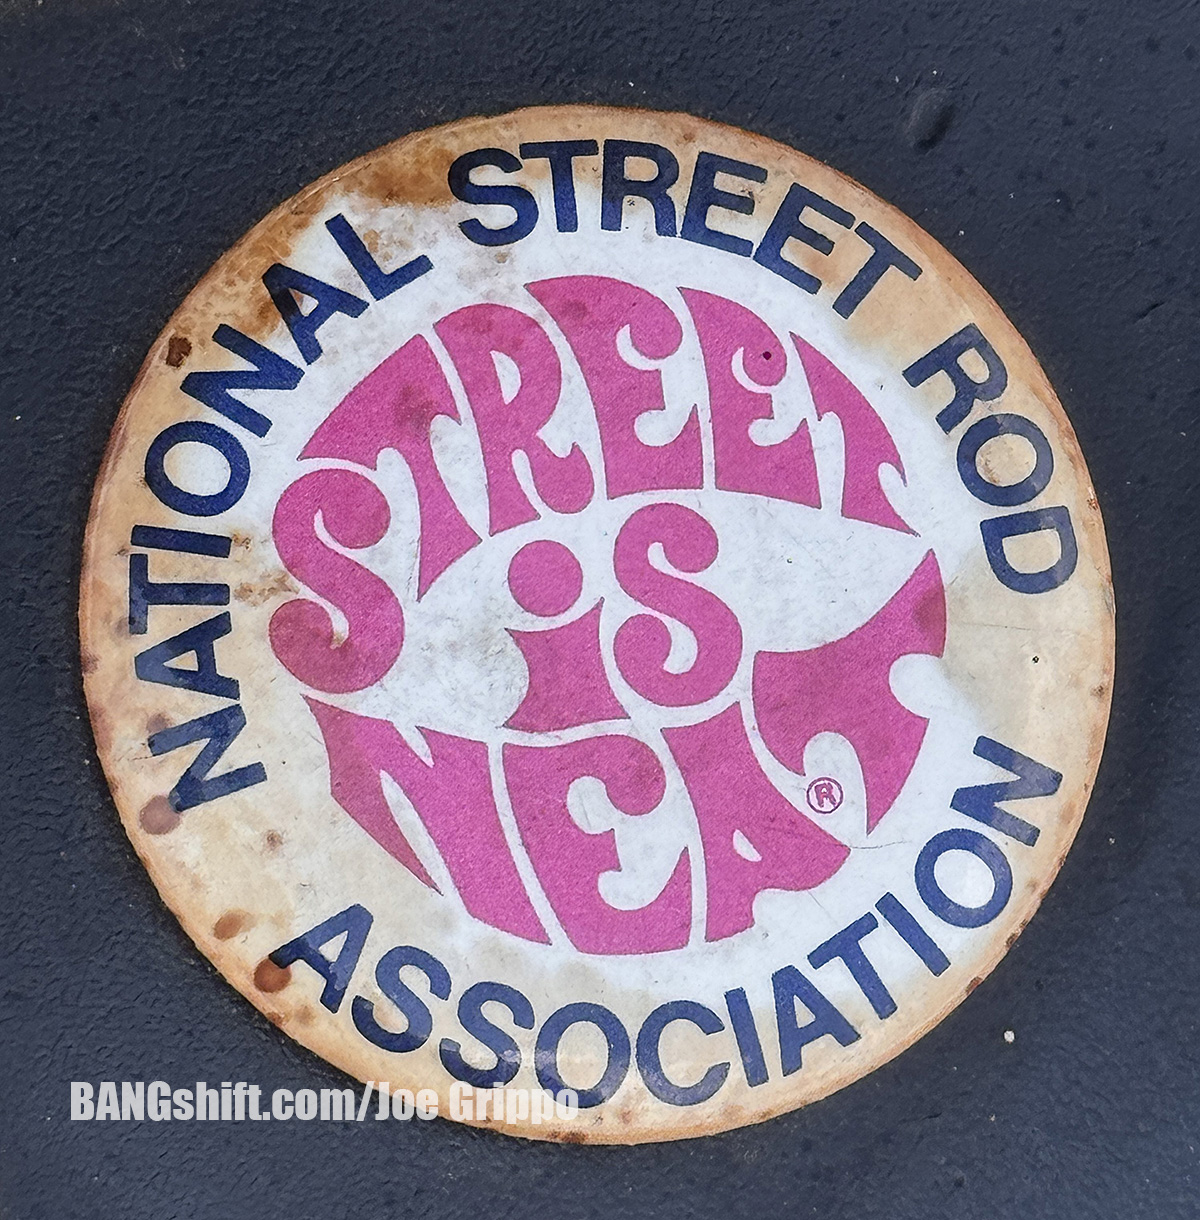 NATIONAL STREET ROD
ASSOCIATION
STREET
iS
NEAT
®
BANGshift.com/Joe Grippo